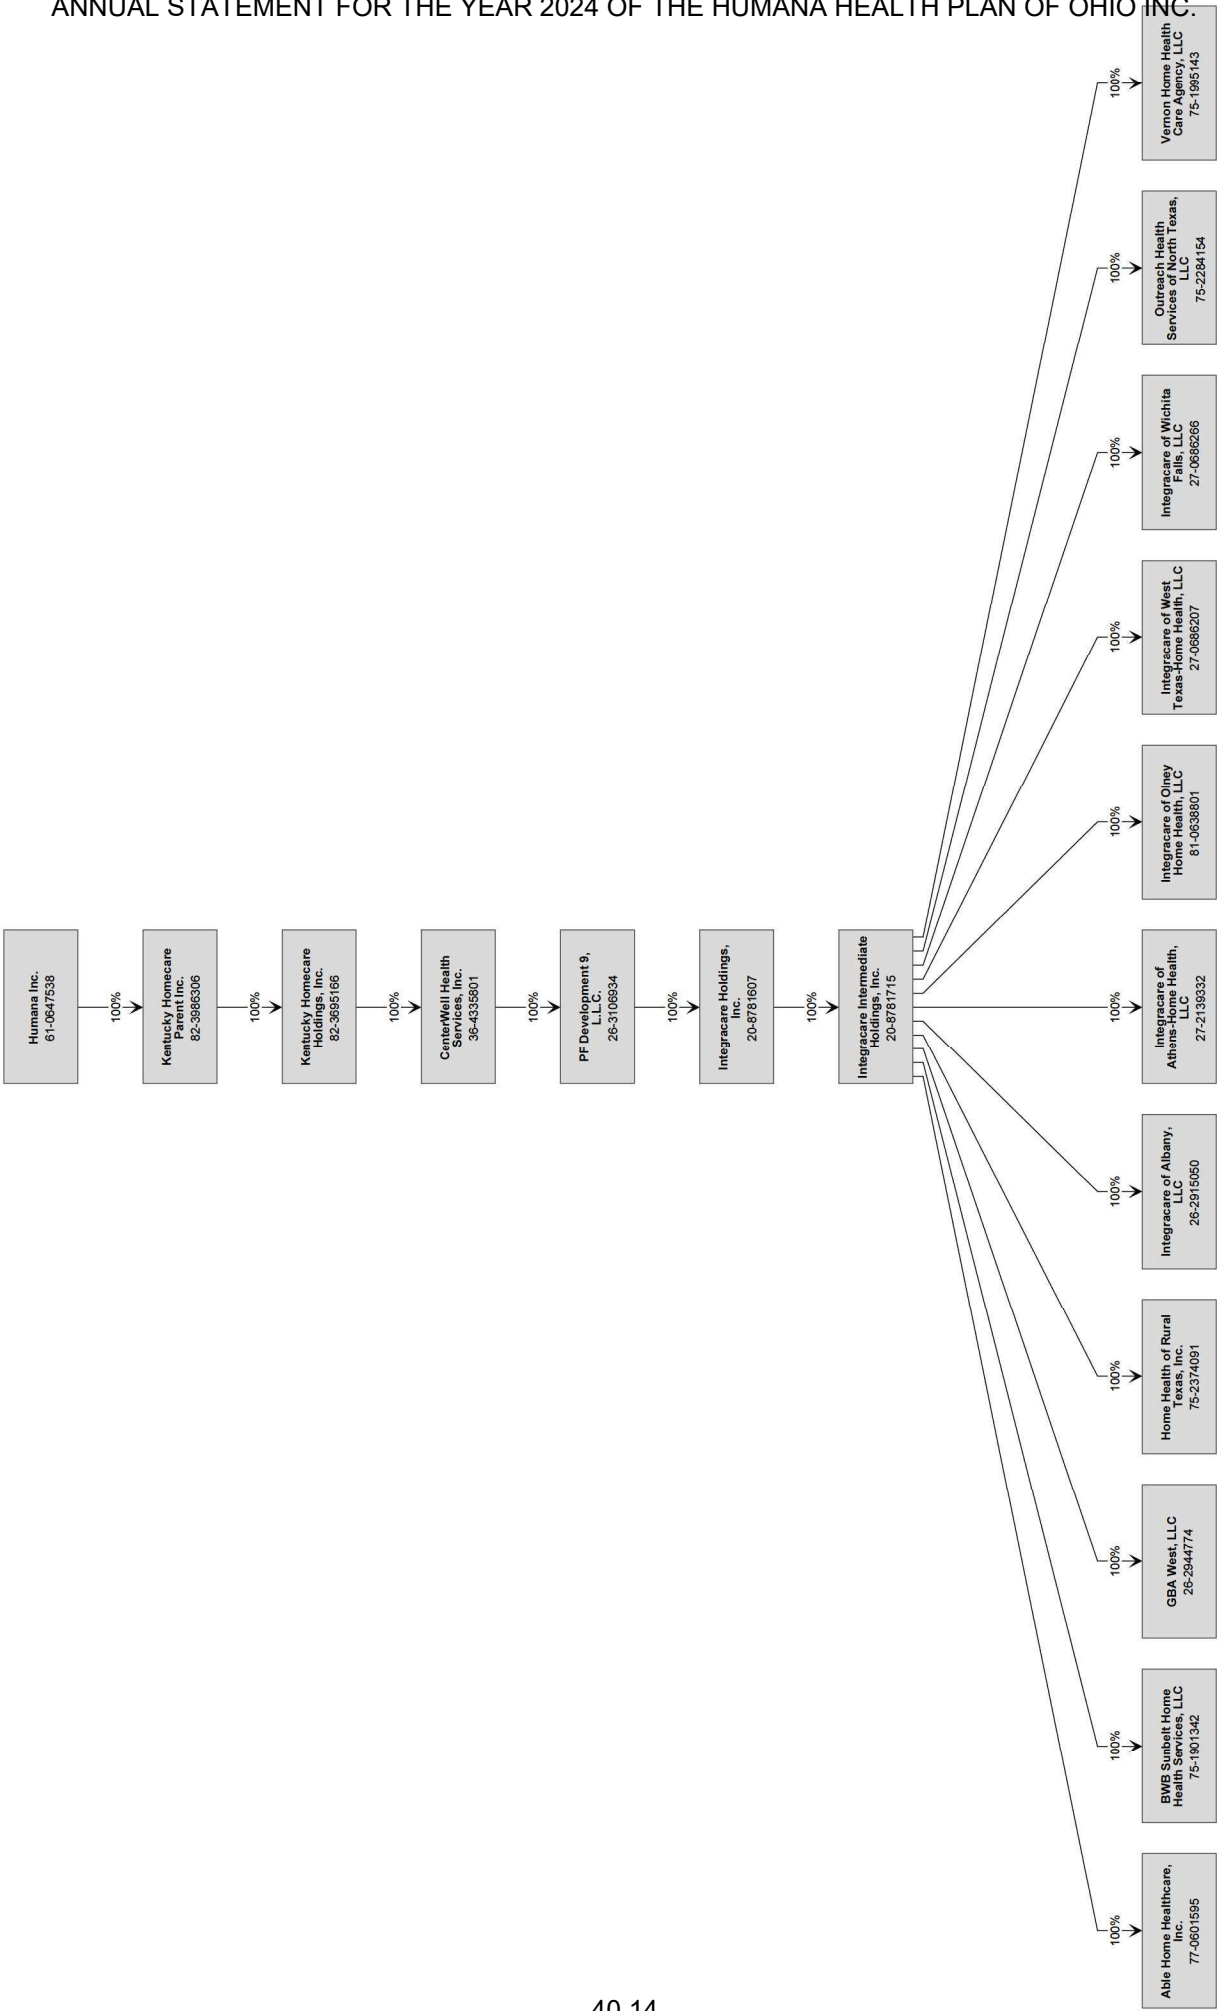 ANNUAL STATEMENT FOR THE YEAR 2024 OF THE HUMANA HEALTH PLAN OF OHIO INC.
Humana Inc.
61-0647538
100%
Kentucky Homecare
Parent Inc.
82-3986306
100%
Kentucky Homecare
Holdings, Inc.
82-3695166
100%
CenterWell Health
Services, Inc.
36-4335801
100%
PF Development 9,
L.L.C.
26-3106934
100%
Integracare Holdings,
Inc.
20-8781607
100%
Integracare Intermediate
Holdings, Inc.
20-8781715
100%
Able Home Healthcare,
Inc.
77-0601595
100%
BWB Sunbelt Home
Health Services, LLC
75-1901342
100%
GBA West, LLC
26-2944774
100%
Home Health of Rural
Texas, Inc.
75-2374091
100%
Integracare of Albany,
LLC
26-2915050
100%
Integracare of
Athens-Home Health,
LLC
27-2139332
100%
Integracare of Olney
Home Health, LLC
81-0638801
100%
Integracare of West
Texas-Home Health, LLC
27-0686207
100%
Integracare of Wichita
Falls, LLC
27-0686266
100%
Outreach Health
Services of North Texas,
LLC
75-2284154
100%
Vernon Home Health
Care Agency, LLC
75-1995143
40.14